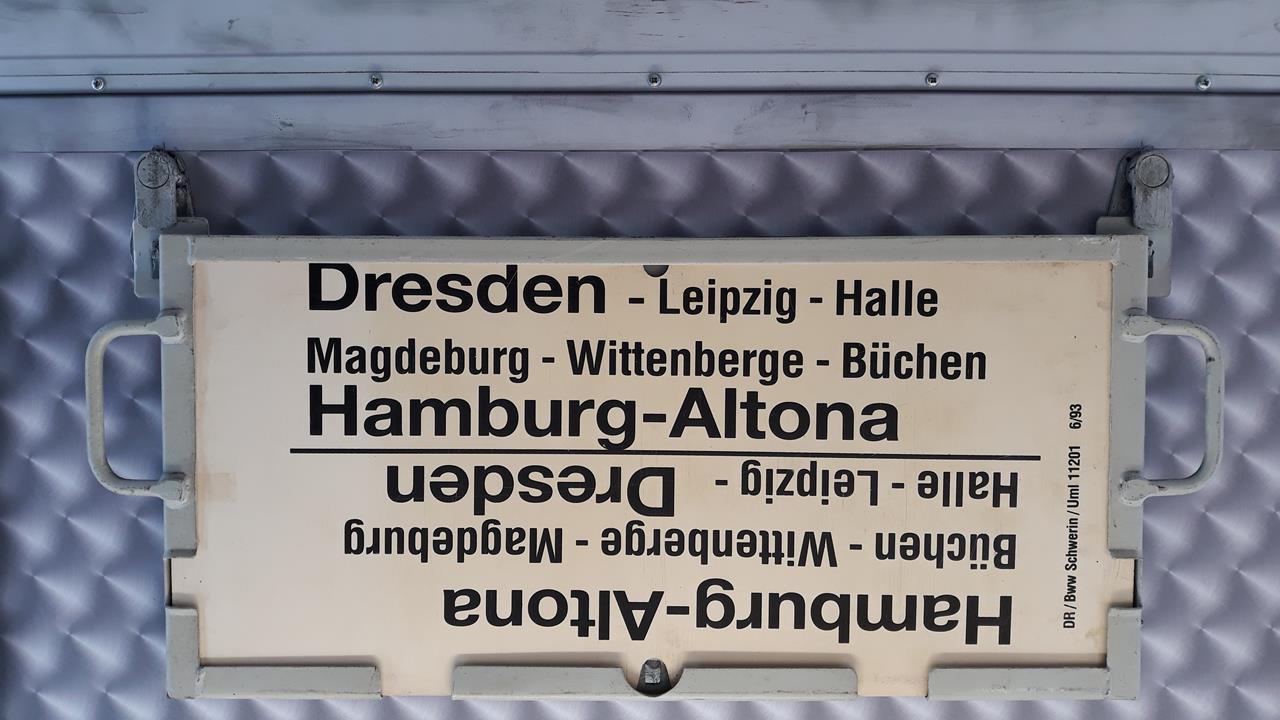 Dresden - Leipzig - Halle
Magdeburg - Wittenberge - Büchen
Hamburg-Altona
Hamburg-Altona
Büchen - Wittenberge - Magdeburg
Halle - Leipzig - Dresden
DR / Bww Schwerin / Uml 11201 6/93